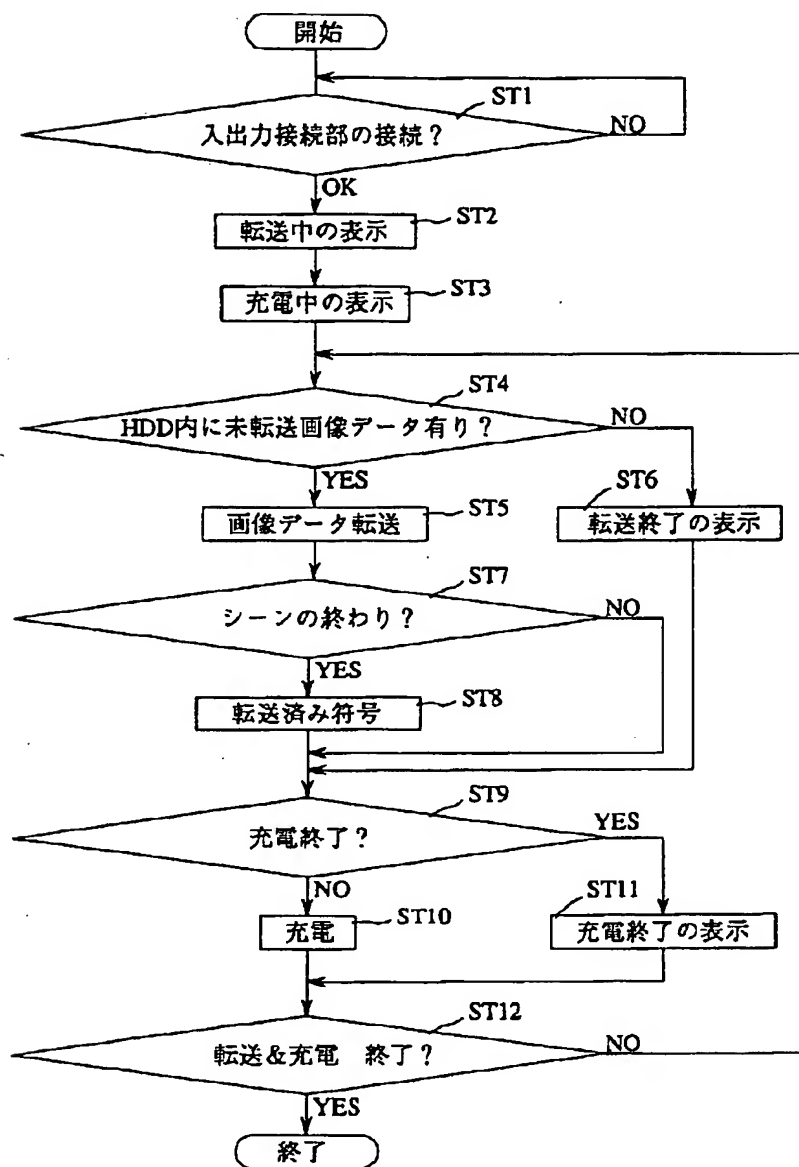 開始
ST1
入出力接続部の接続？
NO
OK
ST2
転送中の表示
ST3
充電中の表示
ST4
HDD内に未転送画像データ有り？
NO
YES
ST5
画像データ転送
ST6
転送終了の表示
ST7
シーンの終わり？
NO
YES
ST8
転送済み符号
ST9
充電終了？
YES
NO
ST10
充電
ST11
充電終了の表示
ST12
転送&充電　終了？
NO
YES
終了